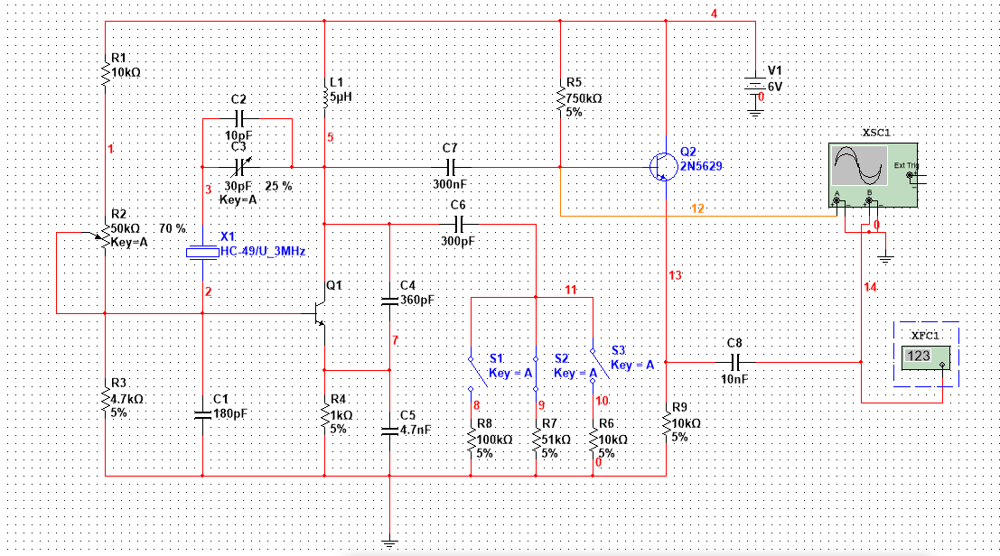 4
R1
10kΩ
C2
10pF
C3
30pF
25 %
Key=A
L1
5µH
R5
750kΩ
5%
V1
6V
0
1
5
3
C7
300nF
Q2
2N5629
XSC1
Ext Trig
A
B
0
R2
50kΩ
70 %
Key=A
X1
HC-49/U_3MHz
C6
300pF
12
13
2
Q1
C4
360pF
11
14
7
S1
Key = A
S2
Key = A
S3
Key = A
XFC1
123
C8
10nF
R3
4.7kΩ
5%
C1
180pF
R4
1kΩ
5%
C5
4.7nF
8
9
10
R8
100kΩ
5%
R7
51kΩ
5%
R6
10kΩ
5%
0
R9
10kΩ
5%